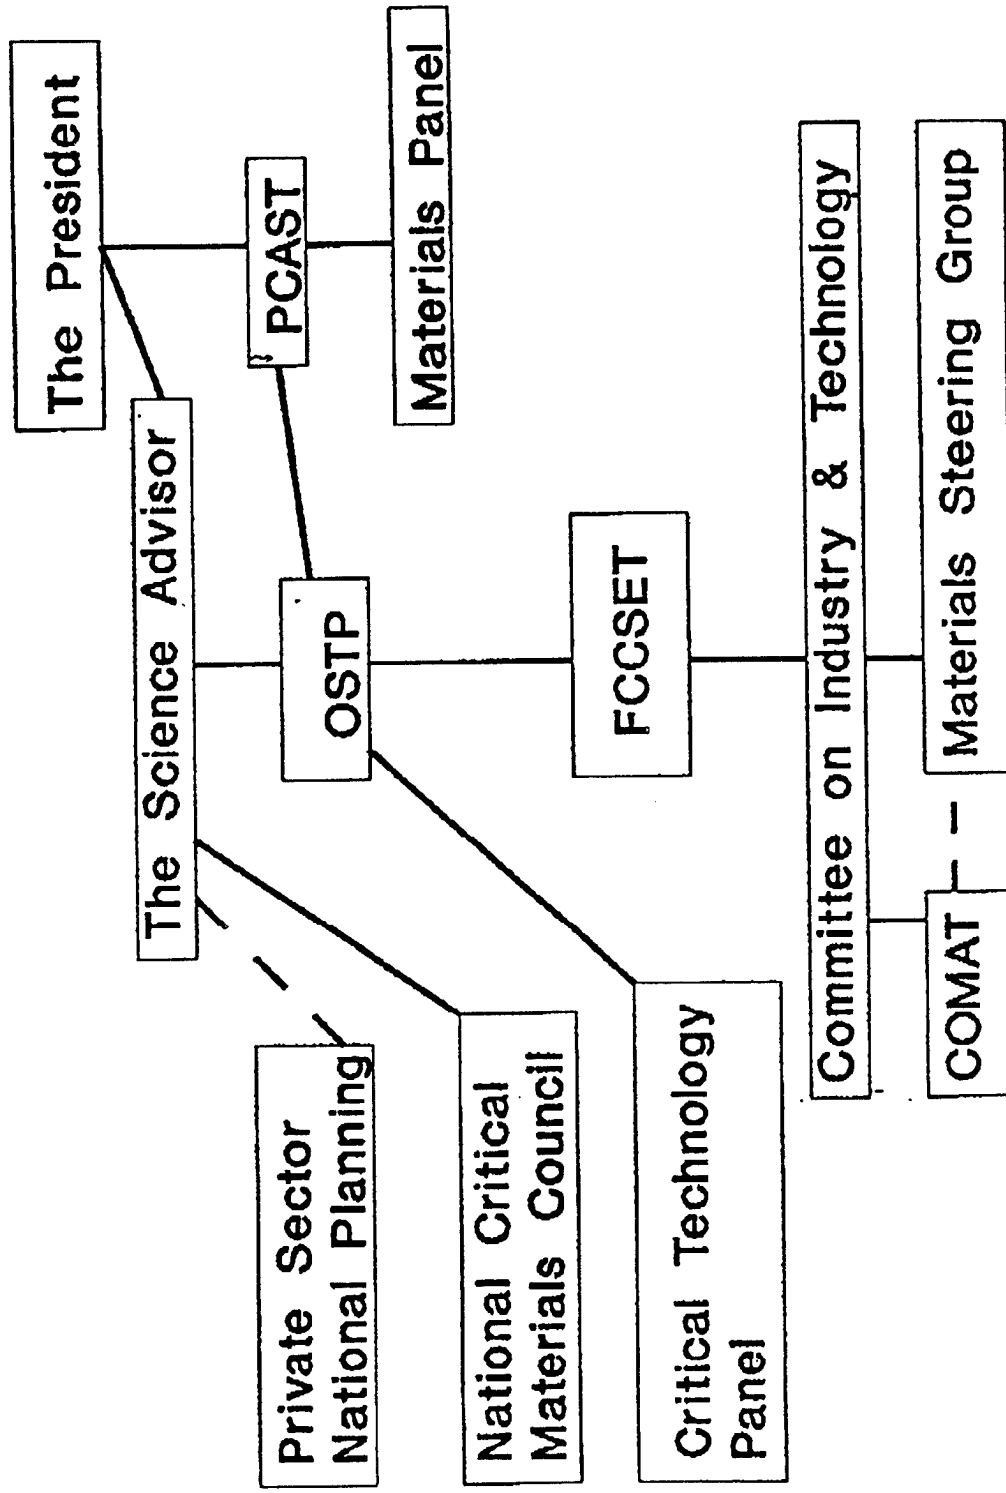 The President
The Science Advisor
PCAST
OSTP
Private Sector
National Planning
Materials Panel
National Critical
Materials Council
FCCSET
Critical Technology
Panel
Committee on Industry & Technology
COMAT
Materials Steering Group